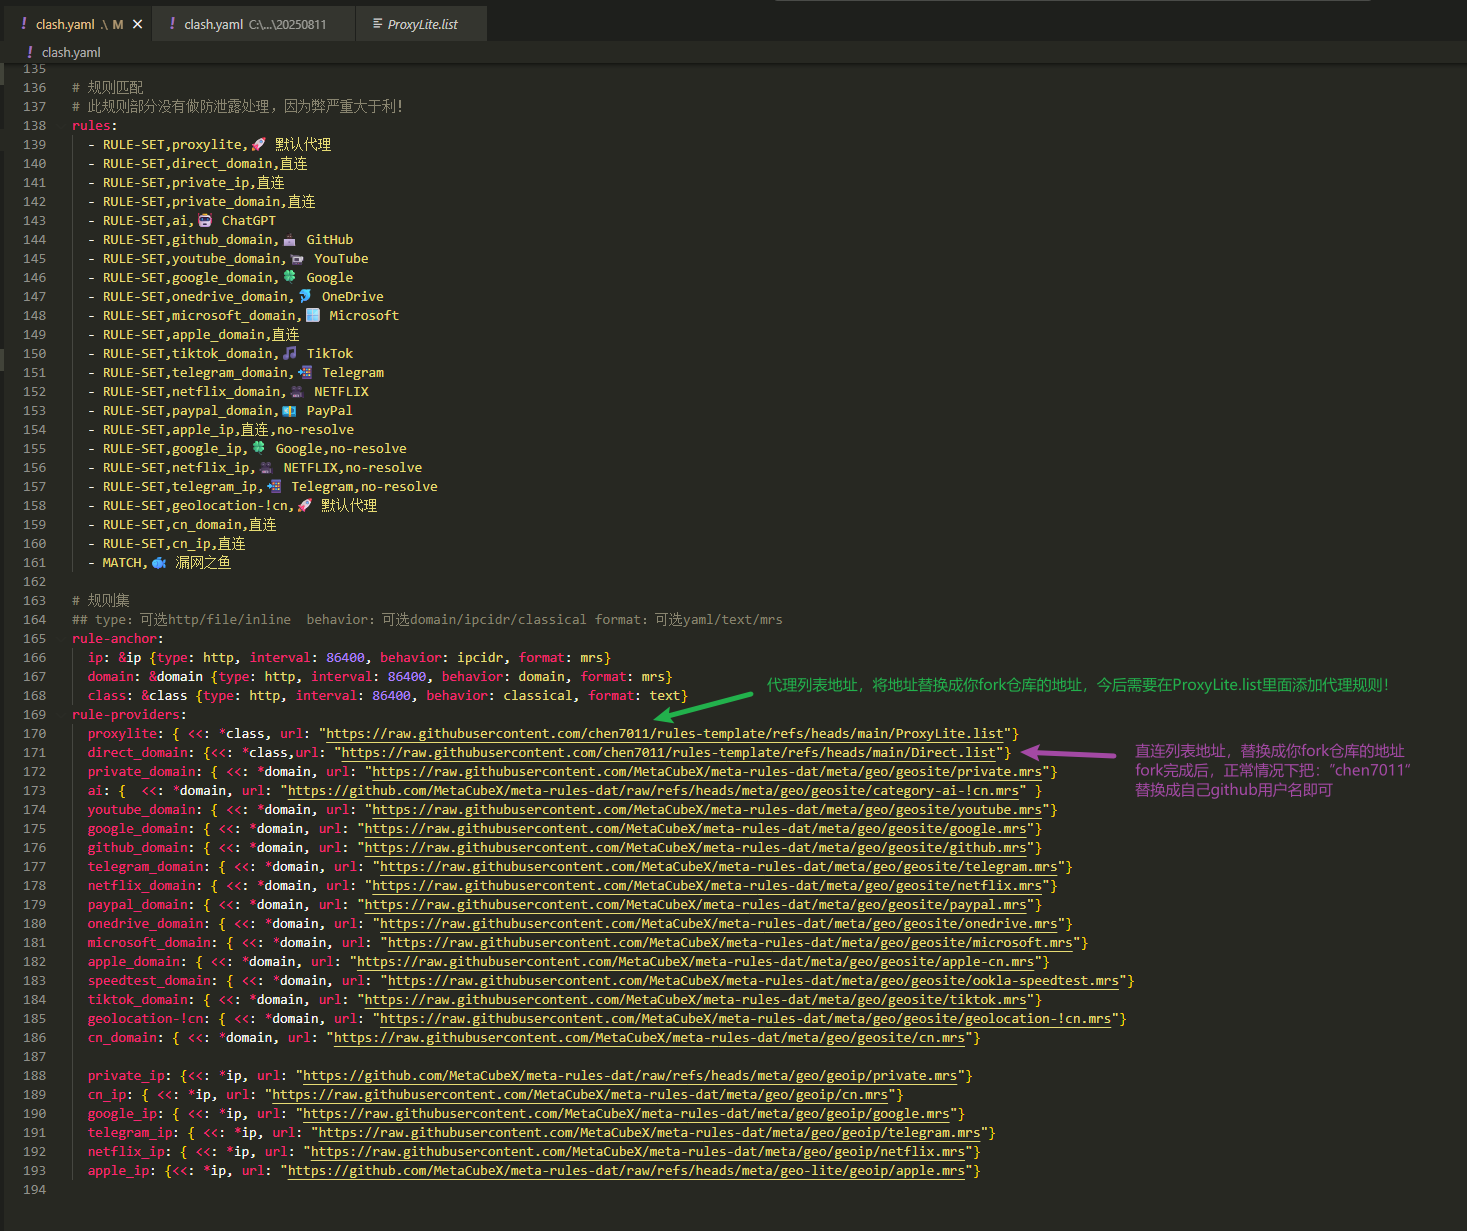 ! clash.yaml .\ M ×
! clash.yaml C:\...\20250811
ProxyLite.list
! clash.yaml
135
136 # 规则匹配
137 # 此规则部分没有做防泄露处理，因为弊严重大于利！
138 rules:
139 - RULE-SET,proxylite,🚀 默认代理
140 - RULE-SET,direct_domain,直连
141 - RULE-SET,private_ip,直连
142 - RULE-SET,private_domain,直连
143 - RULE-SET,ai,🤖 ChatGPT
144 - RULE-SET,github_domain,👨🏿‍💻 GitHub
145 - RULE-SET,youtube_domain,📹 YouTube
146 - RULE-SET,google_domain,🍀 Google
147 - RULE-SET,onedrive_domain,🐬 OneDrive
148 - RULE-SET,microsoft_domain,🪟 Microsoft
149 - RULE-SET,apple_domain,直连
150 - RULE-SET,tiktok_domain,🎵 TikTok
151 - RULE-SET,telegram_domain,📲 Telegram
152 - RULE-SET,netflix_domain,🎥 NETFLIX
153 - RULE-SET,paypal_domain,💶 PayPal
154 - RULE-SET,apple_ip,直连,no-resolve
155 - RULE-SET,google_ip,🍀 Google,no-resolve
156 - RULE-SET,netflix_ip,🎥 NETFLIX,no-resolve
157 - RULE-SET,telegram_ip,📲 Telegram,no-resolve
158 - RULE-SET,geolocation-!cn,🚀 默认代理
159 - RULE-SET,cn_domain,直连
160 - RULE-SET,cn_ip,直连
161 - MATCH,🐟 漏网之鱼
162
163 # 规则集
164 ## type：可选http/file/inline  behavior：可选domain/ipcidr/classical format：可选yaml/text/mrs
165 rule-anchor:
166 ip: &ip {type: http, interval: 86400, behavior: ipcidr, format: mrs}
167 domain: &domain {type: http, interval: 86400, behavior: domain, format: mrs}
168 class: &class {type: http, interval: 86400, behavior: classical, format: text}
代理列表地址，将地址替换成你fork仓库的地址，今后需要在ProxyLite.list里面添加代理规则！
169 rule-providers:
170 proxylite: { <<: *class, url: "https://raw.githubusercontent.com/chen7011/rules-template/refs/heads/main/ProxyLite.list"}
171 direct_domain: {<<: *class,url: "https://raw.githubusercontent.com/chen7011/rules-template/refs/heads/main/Direct.list"}
直连列表地址，替换成你fork仓库的地址
fork完成后，正常情况下把："chen7011"
替换成自己github用户名即可
172 private_domain: { <<: *domain, url: "https://raw.githubusercontent.com/MetaCubeX/meta-rules-dat/meta/geo/geosite/private.mrs"}
173 ai: {  <<: *domain, url: "https://github.com/MetaCubeX/meta-rules-dat/raw/refs/heads/meta/geo/geosite/category-ai-!cn.mrs" }
174 youtube_domain: { <<: *domain, url: "https://raw.githubusercontent.com/MetaCubeX/meta-rules-dat/meta/geo/geosite/youtube.mrs"}
175 google_domain: { <<: *domain, url: "https://raw.githubusercontent.com/MetaCubeX/meta-rules-dat/meta/geo/geosite/google.mrs"}
176 github_domain: { <<: *domain, url: "https://raw.githubusercontent.com/MetaCubeX/meta-rules-dat/meta/geo/geosite/github.mrs"}
177 telegram_domain: { <<: *domain, url: "https://raw.githubusercontent.com/MetaCubeX/meta-rules-dat/meta/geo/geosite/telegram.mrs"}
178 netflix_domain: { <<: *domain, url: "https://raw.githubusercontent.com/MetaCubeX/meta-rules-dat/meta/geo/geosite/netflix.mrs"}
179 paypal_domain: { <<: *domain, url: "https://raw.githubusercontent.com/MetaCubeX/meta-rules-dat/meta/geo/geosite/paypal.mrs"}
180 onedrive_domain: { <<: *domain, url: "https://raw.githubusercontent.com/MetaCubeX/meta-rules-dat/meta/geo/geosite/onedrive.mrs"}
181 microsoft_domain: { <<: *domain, url: "https://raw.githubusercontent.com/MetaCubeX/meta-rules-dat/meta/geo/geosite/microsoft.mrs"}
182 apple_domain: { <<: *domain, url: "https://raw.githubusercontent.com/MetaCubeX/meta-rules-dat/meta/geo/geosite/apple-cn.mrs"}
183 speedtest_domain: { <<: *domain, url: "https://raw.githubusercontent.com/MetaCubeX/meta-rules-dat/meta/geo/geosite/ookla-speedtest.mrs"}
184 tiktok_domain: { <<: *domain, url: "https://raw.githubusercontent.com/MetaCubeX/meta-rules-dat/meta/geo/geosite/tiktok.mrs"}
185 geolocation-!cn: { <<: *domain, url: "https://raw.githubusercontent.com/MetaCubeX/meta-rules-dat/meta/geo/geosite/geolocation-!cn.mrs"}
186 cn_domain: { <<: *domain, url: "https://raw.githubusercontent.com/MetaCubeX/meta-rules-dat/meta/geo/geosite/cn.mrs"}
187
188 private_ip: {<<: *ip, url: "https://github.com/MetaCubeX/meta-rules-dat/raw/refs/heads/meta/geo/geoip/private.mrs"}
189 cn_ip: { <<: *ip, url: "https://raw.githubusercontent.com/MetaCubeX/meta-rules-dat/meta/geo/geoip/cn.mrs"}
190 google_ip: { <<: *ip, url: "https://raw.githubusercontent.com/MetaCubeX/meta-rules-dat/meta/geo/geoip/google.mrs"}
191 telegram_ip: { <<: *ip, url: "https://raw.githubusercontent.com/MetaCubeX/meta-rules-dat/meta/geo/geoip/telegram.mrs"}
192 netflix_ip: { <<: *ip, url: "https://raw.githubusercontent.com/MetaCubeX/meta-rules-dat/meta/geo/geoip/netflix.mrs"}
193 apple_ip: {<<: *ip, url: "https://github.com/MetaCubeX/meta-rules-dat/raw/refs/heads/meta/geo-lite/geoip/apple.mrs"}
194